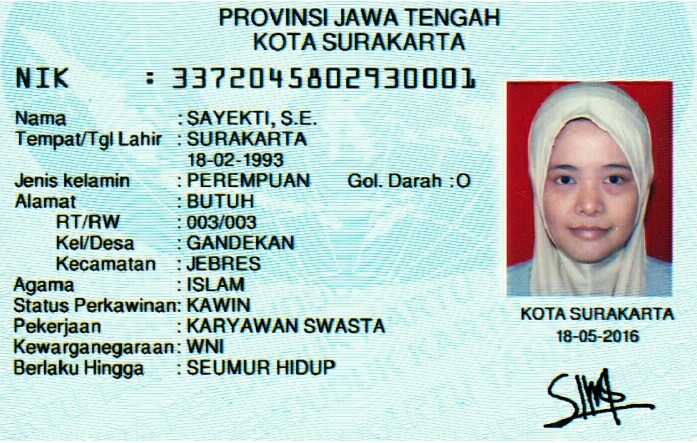 PROVINSI JAWA TENGAH
KOTA SURAKARTA
NIK : 3372045802930001
Nama : SAYEKTI, S.E.
Tempat/Tgl Lahir : SURAKARTA
18-02-1993
Jenis kelamin : PEREMPUAN Gol. Darah : O
Alamat : BUTUH
RT/RW : 003/003
Kel/Desa : GANDEKAN
Kecamatan : JEBRES
Agama : ISLAM
Status Perkawinan: KAWIN
Pekerjaan : KARYAWAN SWASTA
Kewarganegaraan: WNI
Berlaku Hingga : SEUMUR HIDUP
KOTA SURAKARTA
18-05-2016